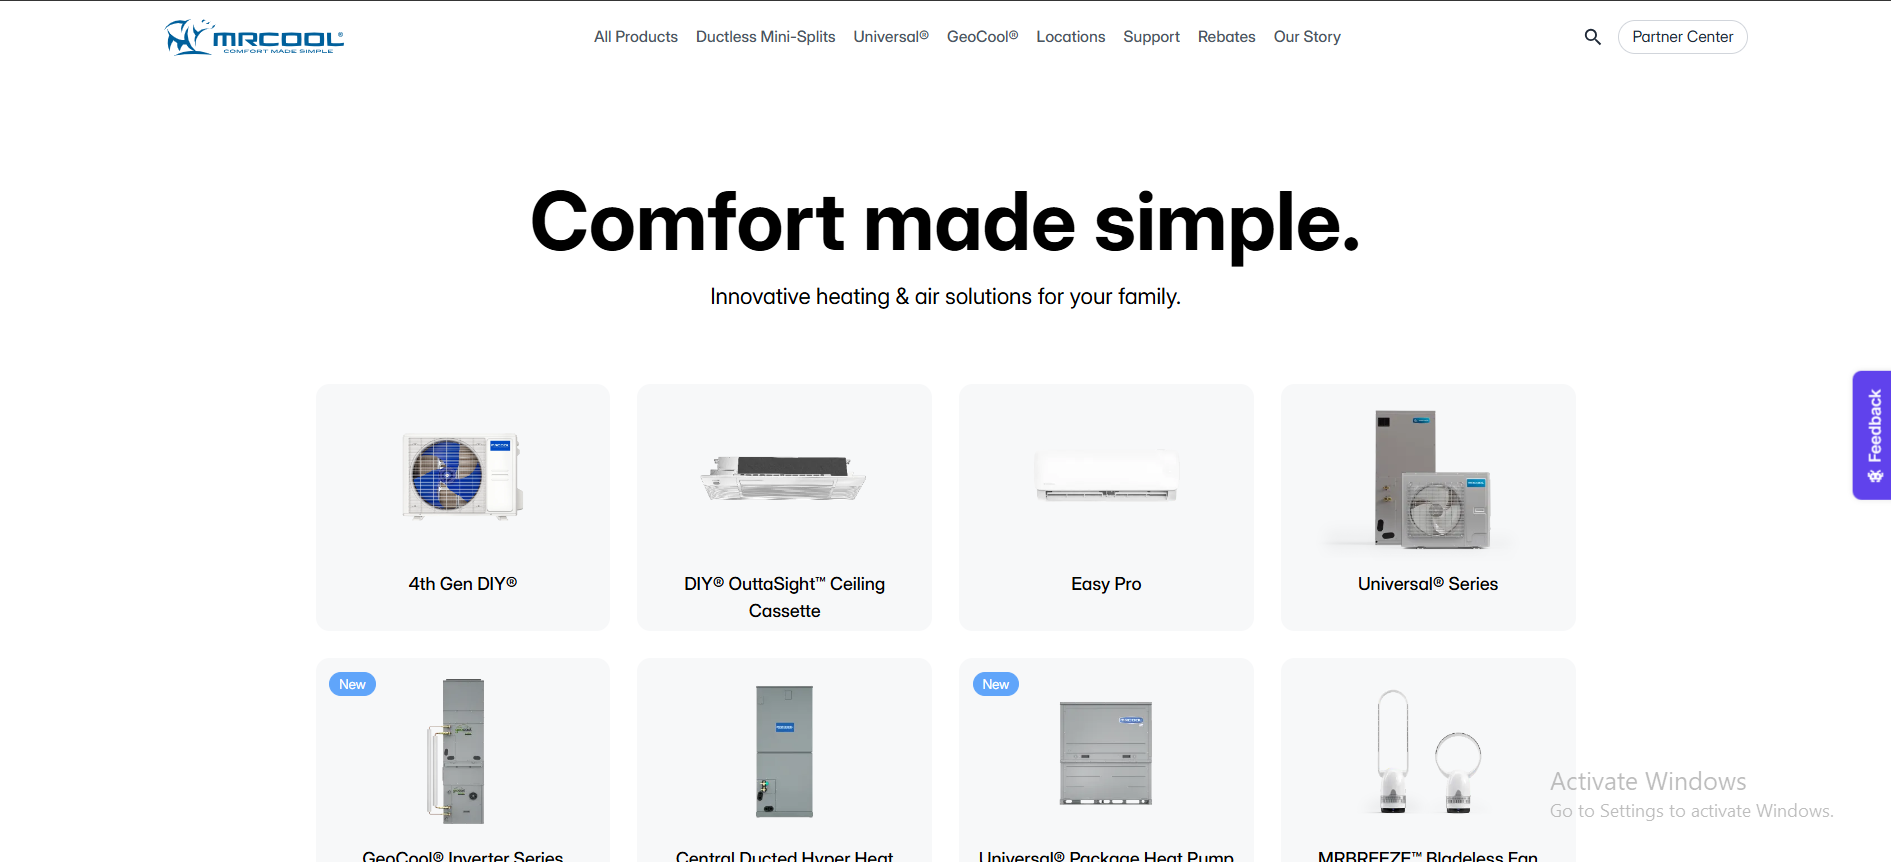 MRCOOL®
COMFORT MADE SIMPLE
All Products
Ductless Mini-Splits
Universal®
GeoCool®
Locations
Support
Rebates
Our Story
Partner Center
Comfort made simple.
Innovative heating & air solutions for your family.
Feedback
4th Gen DIY®
DIY® OuttaSight™ Ceiling
Cassette
Easy Pro
Universal® Series
New
New
GeoCool® Inverter Series
Central Ducted Hyper Heat
Universal® Package Heat Pump
MRBREEZE™ Bladeless Fan
Activate Windows
Go to Settings to activate Windows.